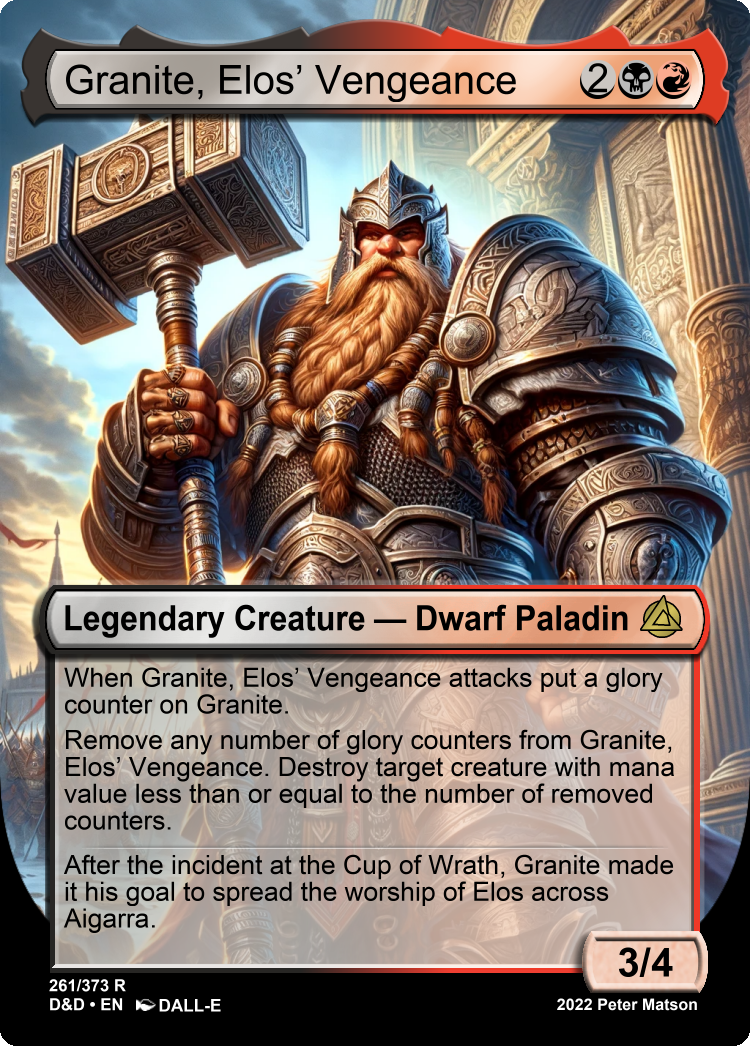 Granite, Elos’ Vengeance 2
Legendary Creature — Dwarf Paladin
When Granite, Elos’ Vengeance attacks put a glory
counter on Granite.
Remove any number of glory counters from Granite,
Elos’ Vengeance. Destroy target creature with mana
value less than or equal to the number of removed
counters.
After the incident at the Cup of Wrath, Granite made
it his goal to spread the worship of Elos across
Aigarra.
3/4
261/373 R
D&D • EN DALL-E
2022 Peter Matson